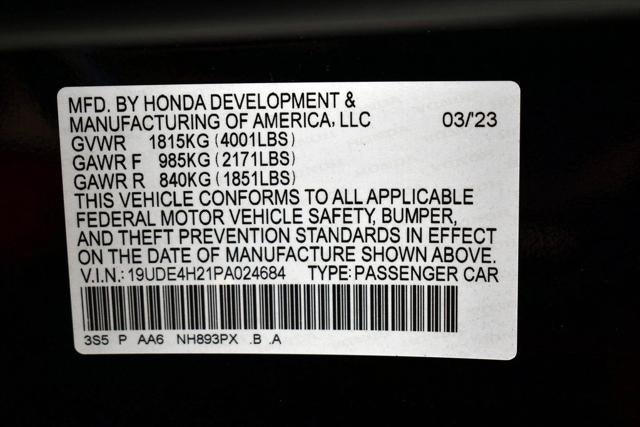 MFD. BY HONDA DEVELOPMENT &
MANUFACTURING OF AMERICA, LLC 03/'23
GVWR 1815KG (4001LBS)
GAWR F 985KG (2171LBS)
GAWR R 840KG (1851LBS)
THIS VEHICLE CONFORMS TO ALL APPLICABLE
FEDERAL MOTOR VEHICLE SAFETY, BUMPER,
AND THEFT PREVENTION STANDARDS IN EFFECT
ON THE DATE OF MANUFACTURE SHOWN ABOVE.
V.I.N.: 19UDE4H21PA024684 TYPE: PASSENGER CAR
3S5 P AA6 NH893PX .B .A